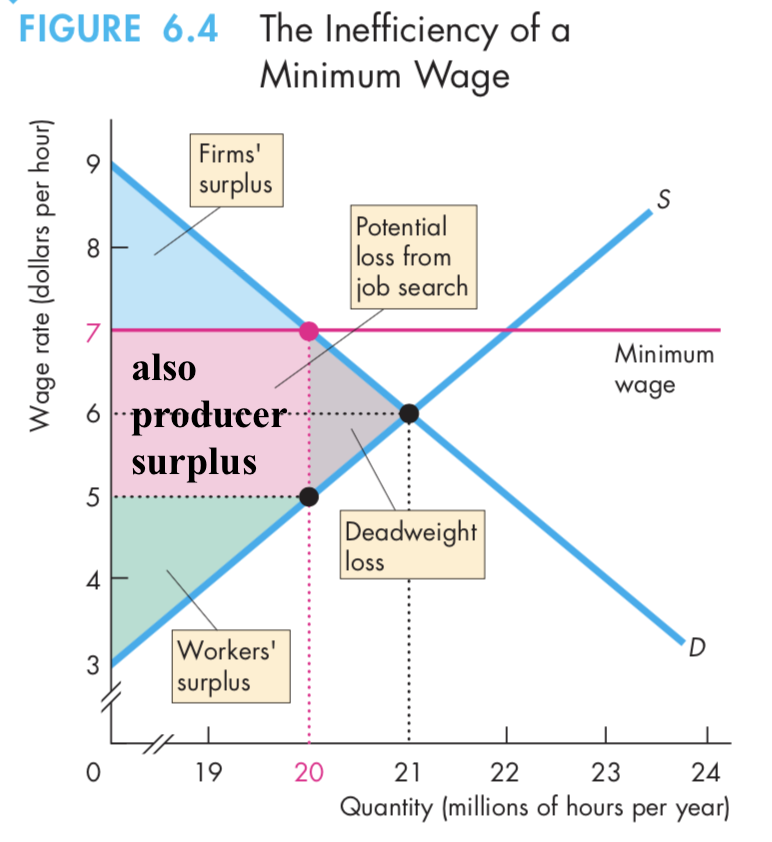 FIGURE 6.4 The Inefficiency of a
Minimum Wage
Wage rate (dollars per hour)
9
8
7
6
5
4
3
Firms'
surplus
Potential
loss from
job search
S
Minimum
wage
also
producer
surplus
Deadweight
loss
Workers'
surplus
D
0 19 20 21 22 23 24
Quantity (millions of hours per year)